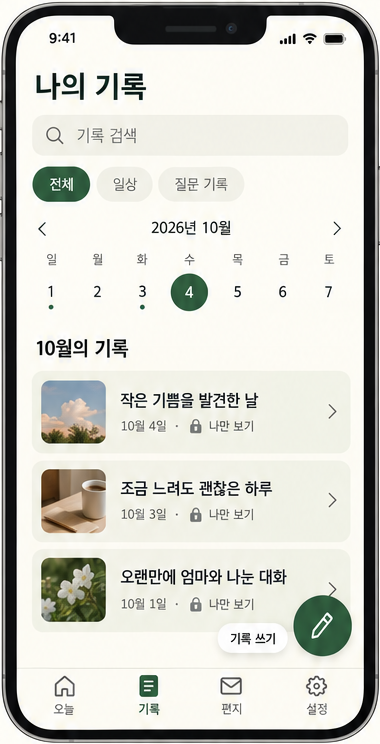 9:41
나의 기록
기록 검색
전체 일상 질문 기록
2026년 10월
일 월 화 수 목 금 토
1 2 3 4 5 6 7
10월의 기록
작은 기쁨을 발견한 날
10월 4일 · 나만 보기
조금 느려도 괜찮은 하루
10월 3일 · 나만 보기
오랜만에 엄마와 나눈 대화
10월 1일 · 나만 보기
기록 쓰기
오늘 기록 편지 설정